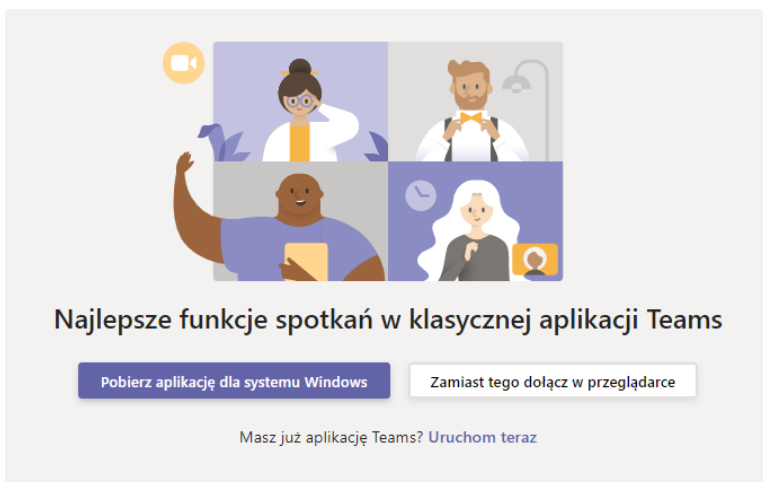 Najlepsze funkcje spotkań w klasycznej aplikacji Teams
Pobierz aplikację dla systemu Windows
Zamiast tego dołącz w przeglądarce
Masz już aplikację Teams? Uruchom teraz